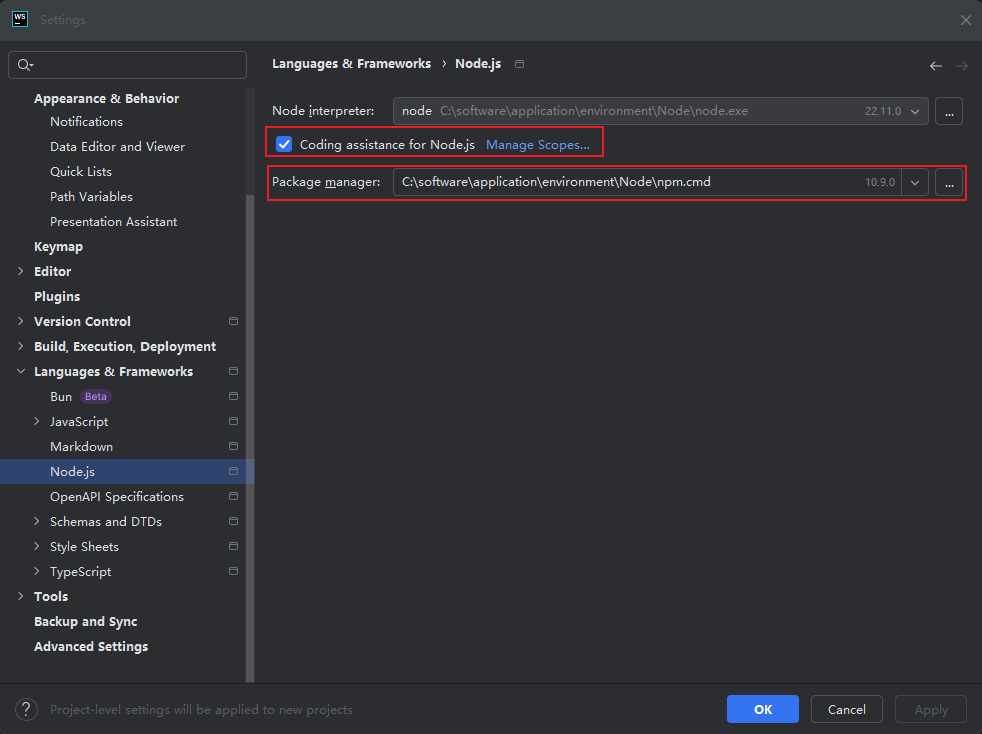 WS
Settings
Languages & Frameworks › Node.js
Node interpreter: node C:\software\application\environment\Node\node.exe 22.11.0 ...
Coding assistance for Node.js Manage Scopes...
Package manager: C:\software\application\environment\Node\npm.cmd 10.9.0 ...
Appearance & Behavior
Notifications
Data Editor and Viewer
Quick Lists
Path Variables
Presentation Assistant
Keymap
Editor
Plugins
Version Control
Build, Execution, Deployment
Languages & Frameworks
Bun Beta
JavaScript
Markdown
Node.js
OpenAPI Specifications
Schemas and DTDs
Style Sheets
TypeScript
Tools
Backup and Sync
Advanced Settings
? Project-level settings will be applied to new projects
OK Cancel Apply